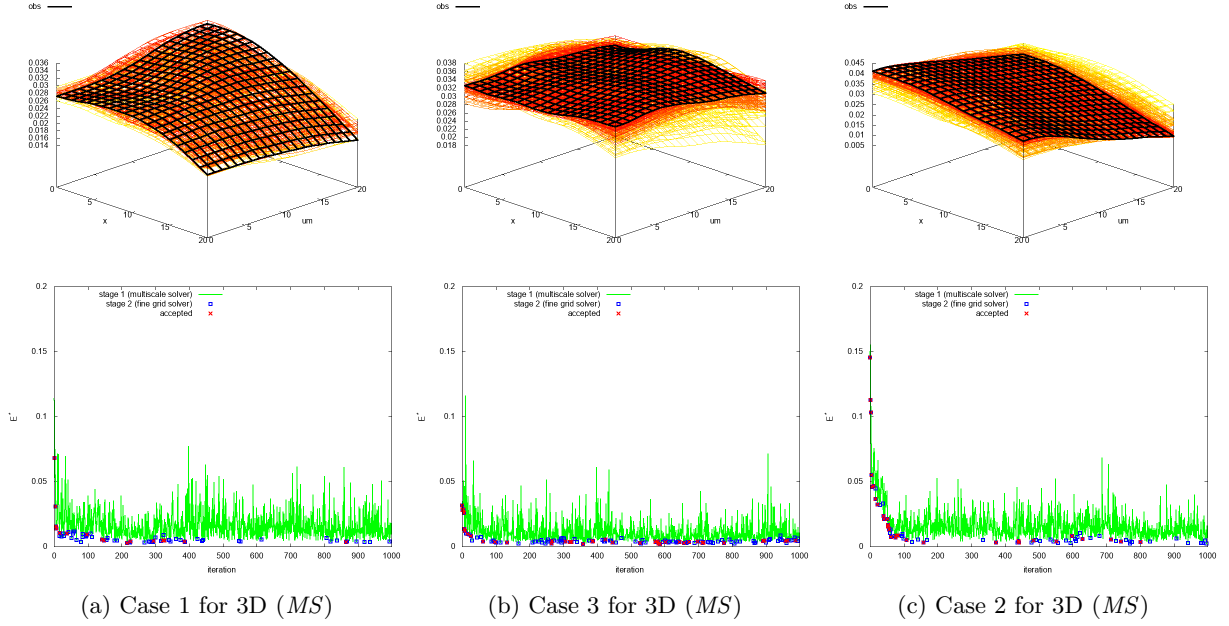 obs
0.036
0.034
0.032
0.03
0.028
0.026
0.024
0.022
0.02
0.018
0.016
0.014
0
5
10
15
20
x
0
5
10
15
20
um
obs
0.038
0.036
0.034
0.032
0.03
0.028
0.026
0.024
0.022
0.02
0.018
0
5
10
15
20
x
0
5
10
15
20
um
obs
0.045
0.04
0.035
0.03
0.025
0.02
0.015
0.01
0.005
0
5
10
15
20
x
0
5
10
15
20
um
stage 1 (multiscale solver)
stage 2 (fine grid solver)
accepted
0.2
0.15
0.1
0.05
0
E*
0 100 200 300 400 500 600 700 800 900 1000
iteration
stage 1 (multiscale solver)
stage 2 (fine grid solver)
accepted
0.2
0.15
0.1
0.05
0
E*
0 100 200 300 400 500 600 700 800 900 1000
iteration
stage 1 (multiscale solver)
stage 2 (fine grid solver)
accepted
0.2
0.15
0.1
0.05
0
E*
0 100 200 300 400 500 600 700 800 900 1000
iteration
(a) Case 1 for 3D (MS)
(b) Case 3 for 3D (MS)
(c) Case 2 for 3D (MS)